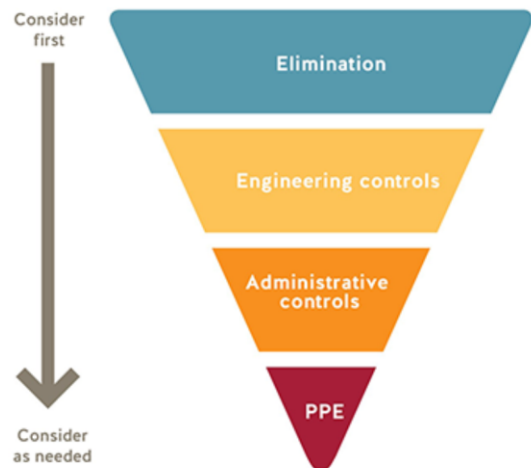 Consider
first
Elimination
Engineering controls
Administrative
controls
PPE
Consider
as needed